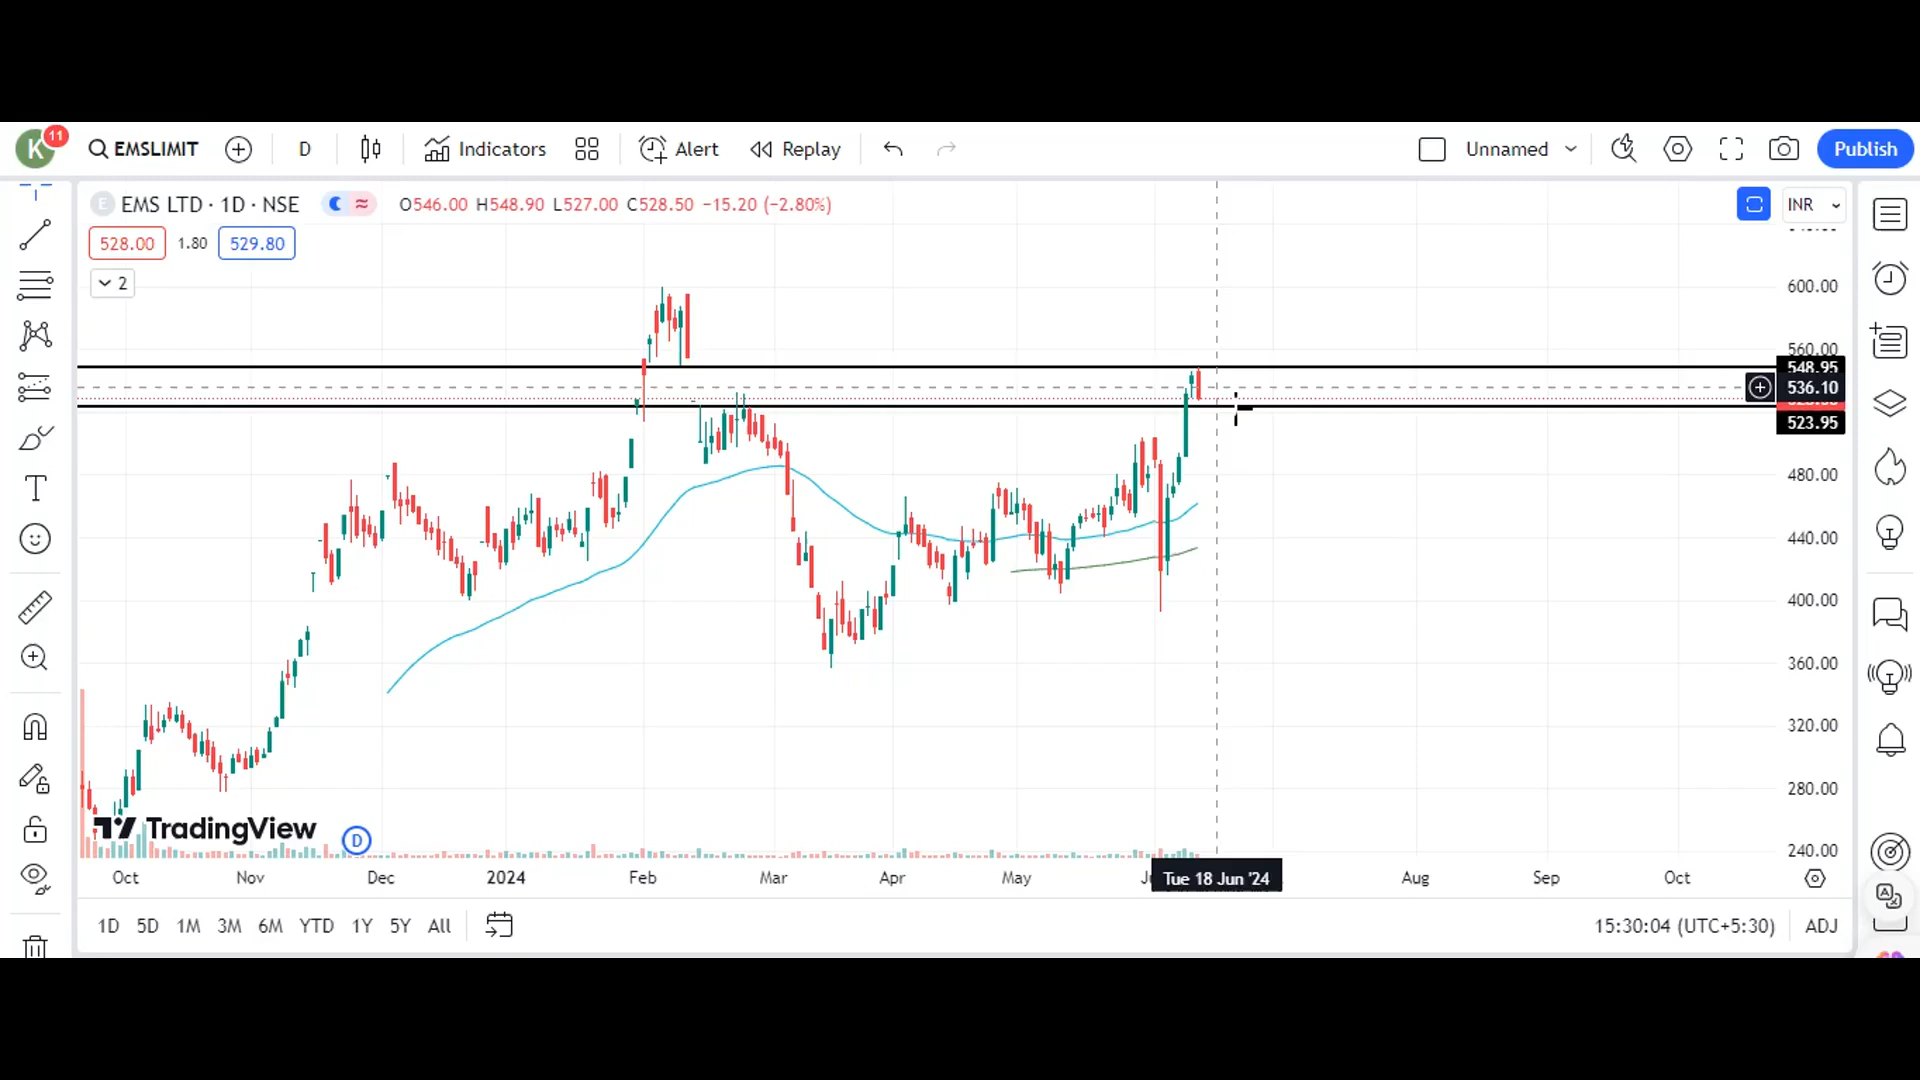 K 11 EMSLIMIT D Indicators Alert Replay Unnamed Publish
E EMS LTD · 1D · NSE O546.00 H548.90 L527.00 C528.50 −15.20 (−2.80%) INR
528.00 1.80 529.80
2
600.00
560.00
548.95
536.10
523.95
480.00
440.00
400.00
360.00
320.00
280.00
240.00
TradingView D
Oct Nov Dec 2024 Feb Mar Apr May Tue 18 Jun '24 Aug Sep Oct
1D 5D 1M 3M 6M YTD 1Y 5Y All 15:30:04 (UTC+5:30) ADJ